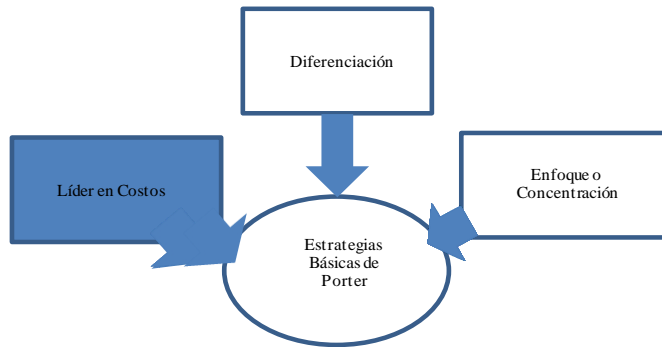 Diferenciación
Líder en Costos
Enfoque o
Concentración
Estrategias
Básicas de
Porter